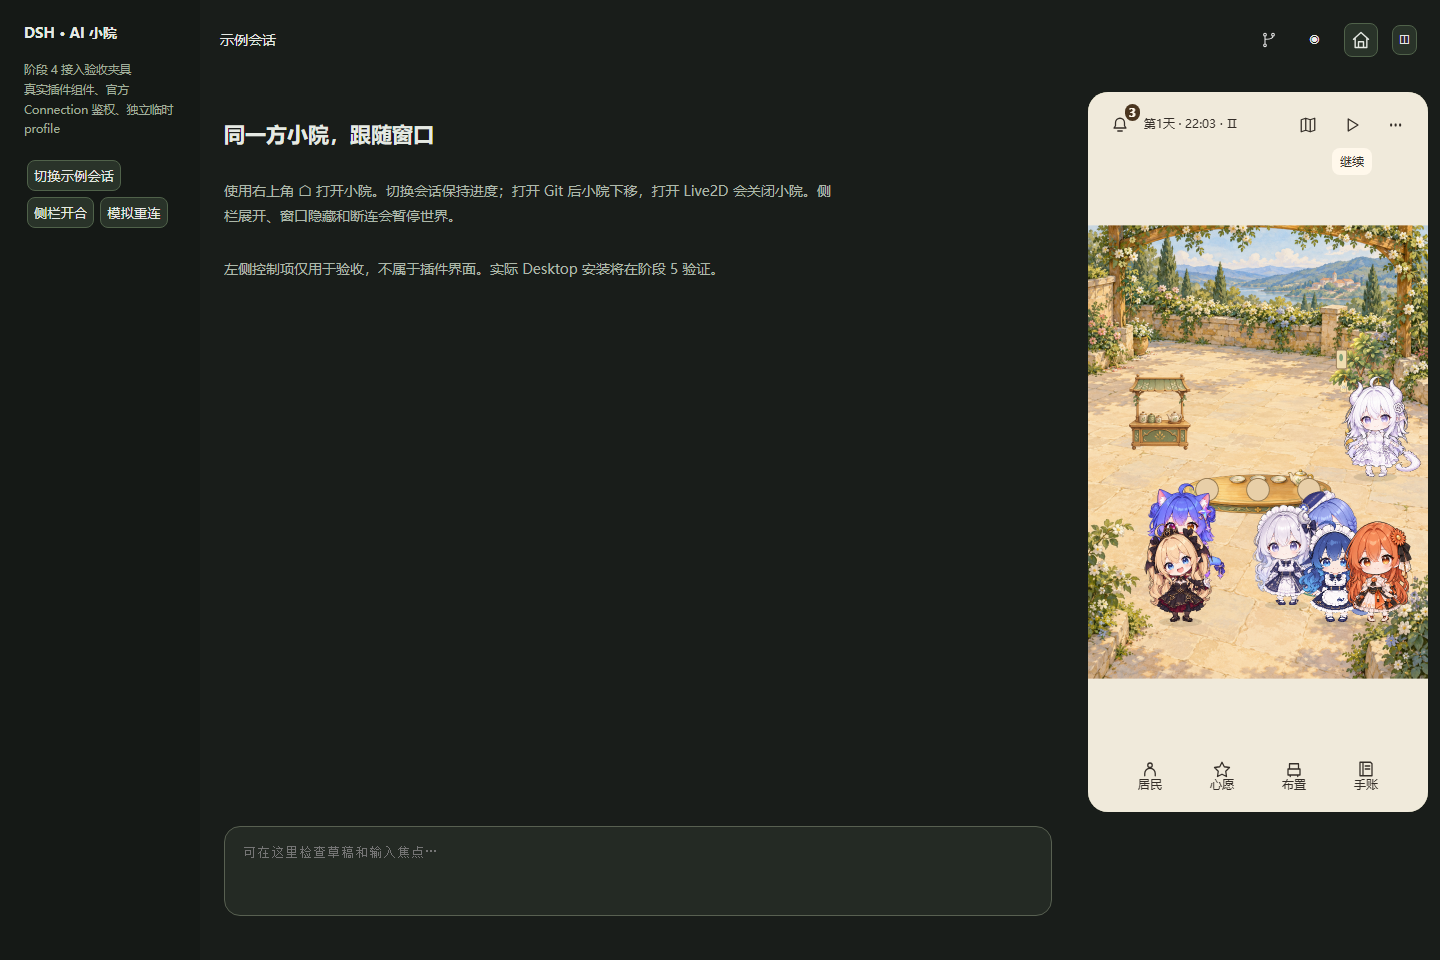 DSH • AI 小院
阶段 4 接入验收夹具
真实插件组件、官方
Connection 鉴权、独立临时
profile
切换示例会话
侧栏开合
模拟重连
示例会话
同一方小院，跟随窗口
使用右上角 打开小院。切换会话保持进度；打开 Git 后小院下移，打开 Live2D 会关闭小院。侧
栏展开、窗口隐藏和断连会暂停世界。
左侧控制项仅用于验收，不属于插件界面。实际 Desktop 安装将在阶段 5 验证。
可在这里检查草稿和输入焦点…
3
第1天 · 22:03 · Ⅱ
继续
居民
心愿
布置
手账